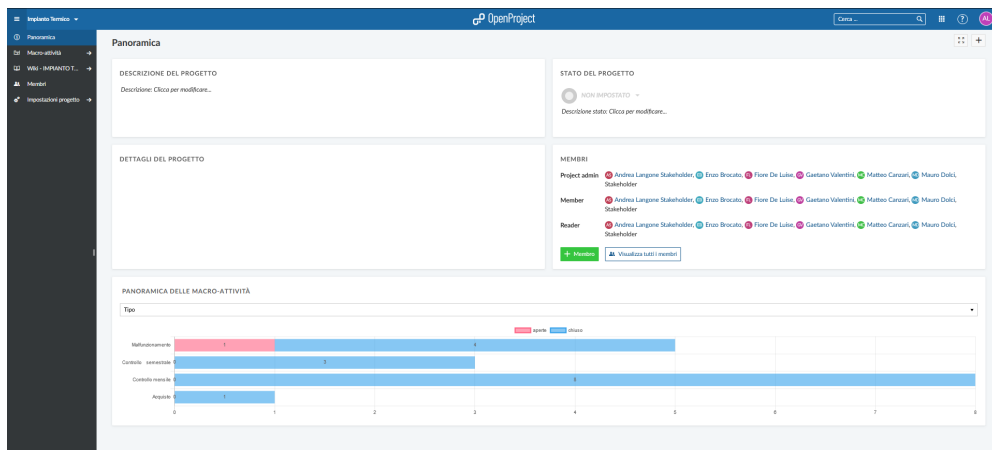 Impianto Termico
OpenProject
Cerca ...
?
AL
Panoramica
Macro-attività
Wiki - IMPIANTO T...
Membri
Impostazioni progetto
Panoramica
DESCRIZIONE DEL PROGETTO
Descrizione: Clicca per modificare...
STATO DEL PROGETTO
NON IMPOSTATO
Descrizione stato: Clicca per modificare...
DETTAGLI DEL PROGETTO
MEMBRI
Project admin Andrea Langone Stakeholder, Enzo Brocato, Fiore De Luise, Gaetano Valentini, Matteo Canzari, Mauro Dolci,
Stakeholder
Member Andrea Langone Stakeholder, Enzo Brocato, Fiore De Luise, Gaetano Valentini, Matteo Canzari, Mauro Dolci,
Stakeholder
Reader Andrea Langone Stakeholder, Enzo Brocato, Fiore De Luise, Gaetano Valentini, Matteo Canzari, Mauro Dolci,
Stakeholder
+ Membro Visualizza tutti i membri
PANORAMICA DELLE MACRO-ATTIVITÀ
Tipo
aperte chiuso
Malfunzionamento 1 4
Controllo semestrale 0 3
Controllo mensile 0 8
Acquisto 0 1
0 1 2 3 4 5 6 7 8